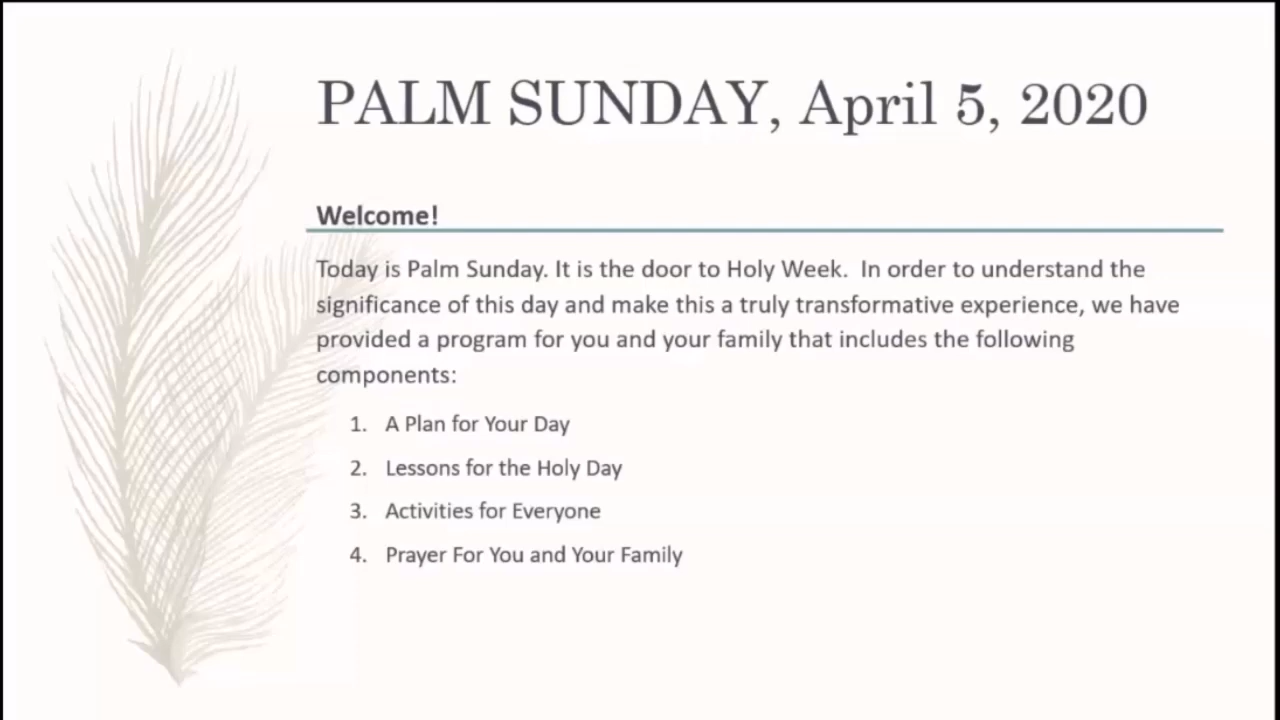 PALM SUNDAY, April 5, 2020
Welcome!
Today is Palm Sunday. It is the door to Holy Week.  In order to understand the
significance of this day and make this a truly transformative experience, we have
provided a program for you and your family that includes the following
components:
1. A Plan for Your Day
2. Lessons for the Holy Day
3. Activities for Everyone
4. Prayer For You and Your Family